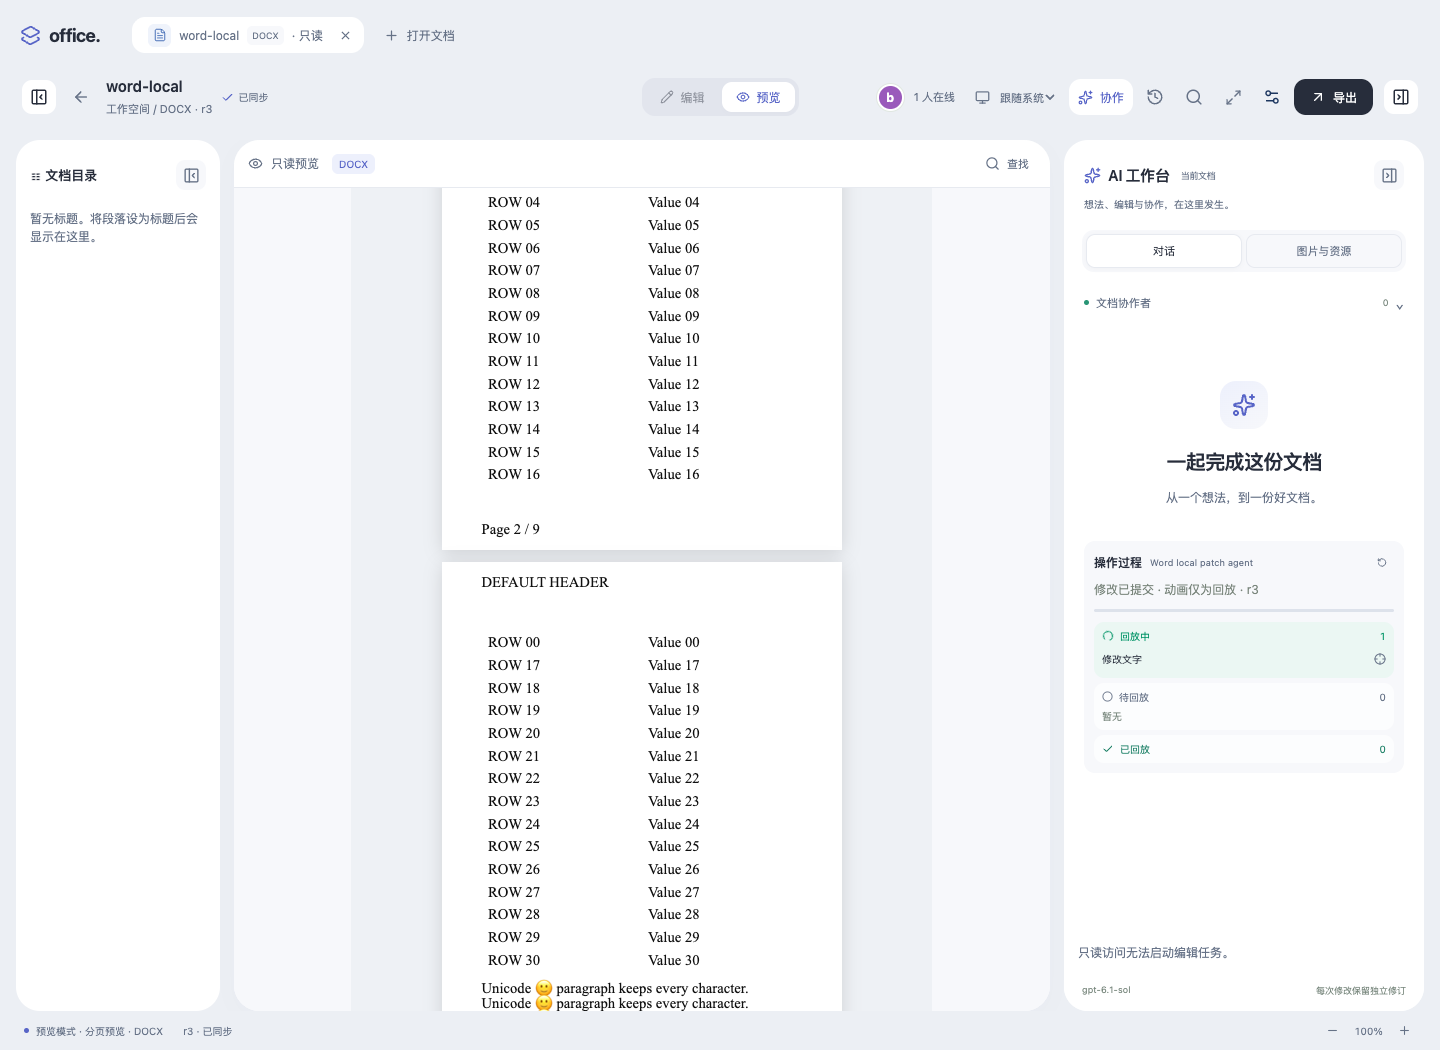 office.
word-local DOCX · 只读
打开文档
word-local
工作空间 / DOCX · r3
已同步
编辑
预览
b
1 人在线
跟随系统
协作
导出
文档目录
暂无标题。将段落设为标题后会
显示在这里。
只读预览 DOCX
查找
ROW 04 Value 04
ROW 05 Value 05
ROW 06 Value 06
ROW 07 Value 07
ROW 08 Value 08
ROW 09 Value 09
ROW 10 Value 10
ROW 11 Value 11
ROW 12 Value 12
ROW 13 Value 13
ROW 14 Value 14
ROW 15 Value 15
ROW 16 Value 16
Page 2 / 9
DEFAULT HEADER
ROW 00 Value 00
ROW 17 Value 17
ROW 18 Value 18
ROW 19 Value 19
ROW 20 Value 20
ROW 21 Value 21
ROW 22 Value 22
ROW 23 Value 23
ROW 24 Value 24
ROW 25 Value 25
ROW 26 Value 26
ROW 27 Value 27
ROW 28 Value 28
ROW 29 Value 29
ROW 30 Value 30
Unicode 🙂 paragraph keeps every character.
Unicode 🙂 paragraph keeps every character.
AI 工作台 当前文档
想法、编辑与协作，在这里发生。
对话
图片与资源
文档协作者 0
一起完成这份文档
从一个想法，到一份好文档。
操作过程 Word local patch agent
修改已提交 · 动画仅为回放 · r3
回放中 1
修改文字
待回放 0
暂无
已回放 0
只读访问无法启动编辑任务。
gpt-6.1-sol 每次修改保留独立修订
预览模式 · 分页预览 · DOCX r3 · 已同步
100%